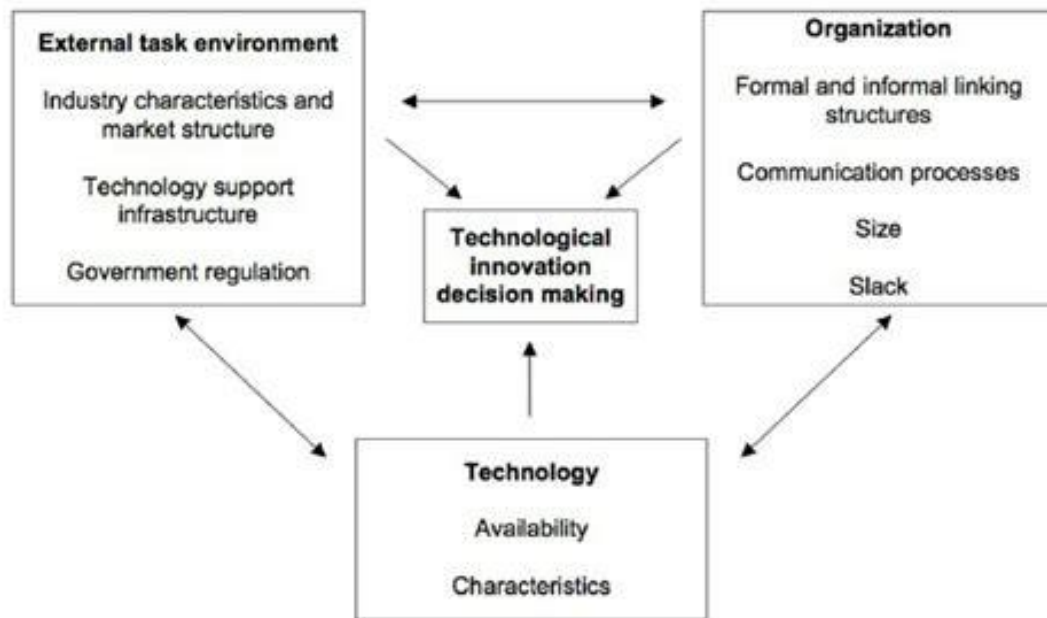 External task environment
Industry characteristics and
market structure
Technology support
infrastructure
Government regulation
Organization
Formal and informal linking
structures
Communication processes
Size
Slack
Technological
innovation
decision making
Technology
Availability
Characteristics